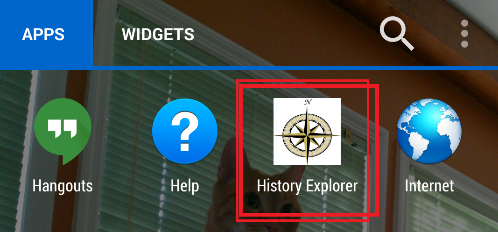 APPS WIDGETS
N
Hangouts Help History Explorer Internet